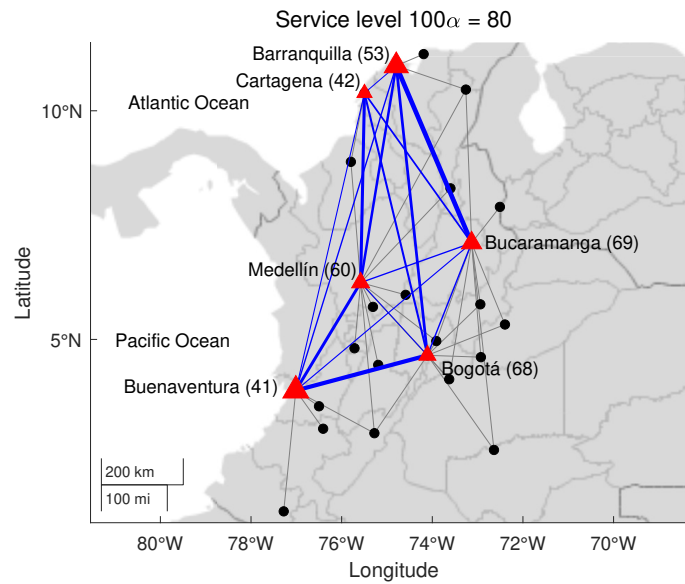 Service level 100α = 80
Barranquilla (53)
Cartagena (42)
Atlantic Ocean
10°N
Bucaramanga (69)
Medellín (60)
Latitude
5°N
Pacific Ocean
Bogotá (68)
Buenaventura (41)
200 km
100 mi
80°W 78°W 76°W 74°W 72°W 70°W
Longitude